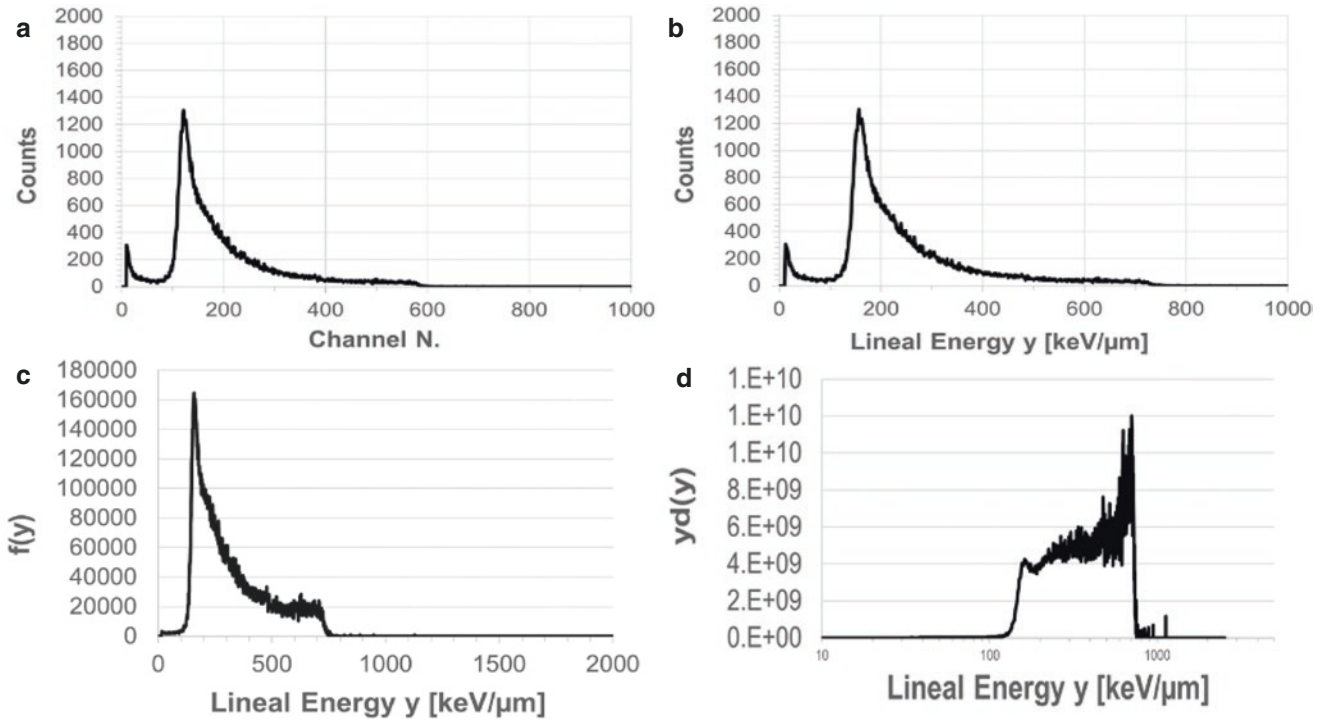 a
2000
1800
1600
1400
1200
1000
800
600
400
200
0
Counts
0 200 400 600 800 1000
Channel N.
b
2000
1800
1600
1400
1200
1000
800
600
400
200
0
Counts
0 200 400 600 800 1000
Lineal Energy y [keV/μm]
c
180000
160000
140000
120000
100000
80000
60000
40000
20000
0
f(y)
0 500 1000 1500 2000
Lineal Energy y [keV/μm]
d
1.E+10
1.E+10
1.E+10
8.E+09
6.E+09
4.E+09
2.E+09
0.E+00
yd(y)
10 100 1000
Lineal Energy y [keV/μm]